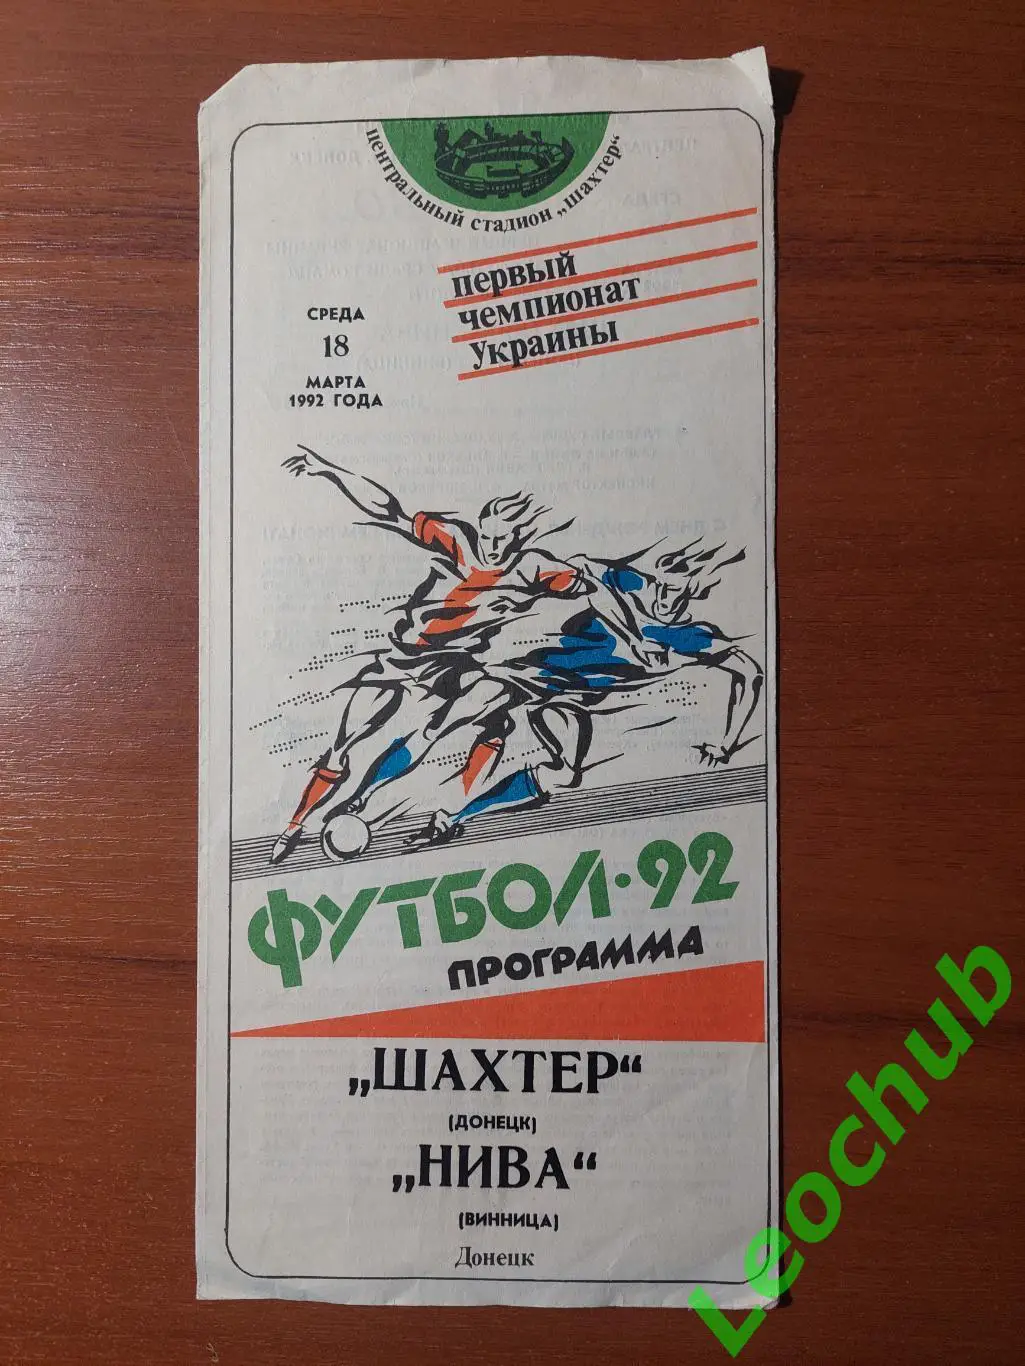 центральный стадион „шахтер“
первый
чемпионат
Украины
СРЕДА
18
МАРТА
1992 ГОДА
ФУТБОЛ·92
ПРОГРАММА
„ШАХТЕР“
(ДОНЕЦК)
„НИВА“
(ВИННИЦА)
Донецк
Leochub